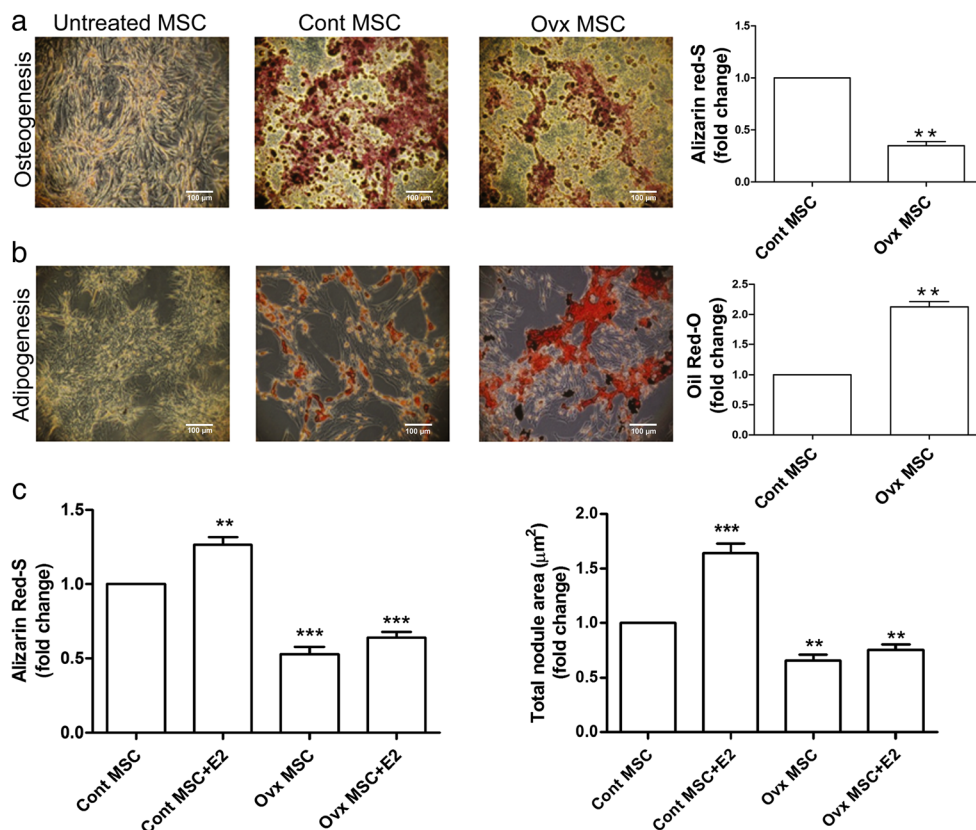 a
Untreated MSC
Cont MSC
Ovx MSC
Osteogenesis
100 µm
100 µm
100 µm
Alizarin red-S
(fold change)
1.5
1.0
0.5
0.0
* *
Cont MSC
Ovx MSC
b
Adipogenesis
100 µm
100 µm
100 µm
Oil Red-O
(fold change)
2.5
2.0
1.5
1.0
0.5
0.0
* *
Cont MSC
Ovx MSC
c
Alizarin Red-S
(fold change)
1.5
1.0
0.5
0.0
**
***
***
Cont MSC
Cont MSC+E2
Ovx MSC
Ovx MSC+E2
Total nodule area (µm²)
(fold change)
2.0
1.5
1.0
0.5
0.0
***
**
**
Cont MSC
Cont MSC+E2
Ovx MSC
Ovx MSC+E2